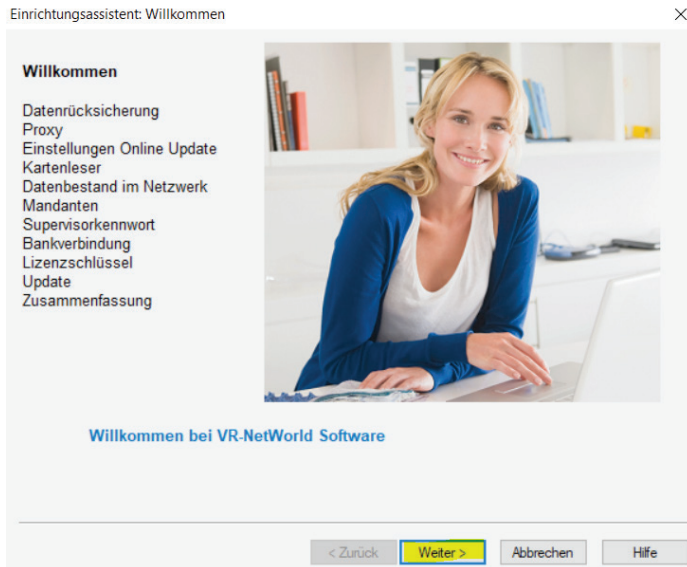 Einrichtungsassistent: Willkommen
Willkommen
Datenrücksicherung
Proxy
Einstellungen Online Update
Kartenleser
Datenbestand im Netzwerk
Mandanten
Supervisorkennwort
Bankverbindung
Lizenzschlüssel
Update
Zusammenfassung
Willkommen bei VR-NetWorld Software
< Zurück Weiter > Abbrechen Hilfe